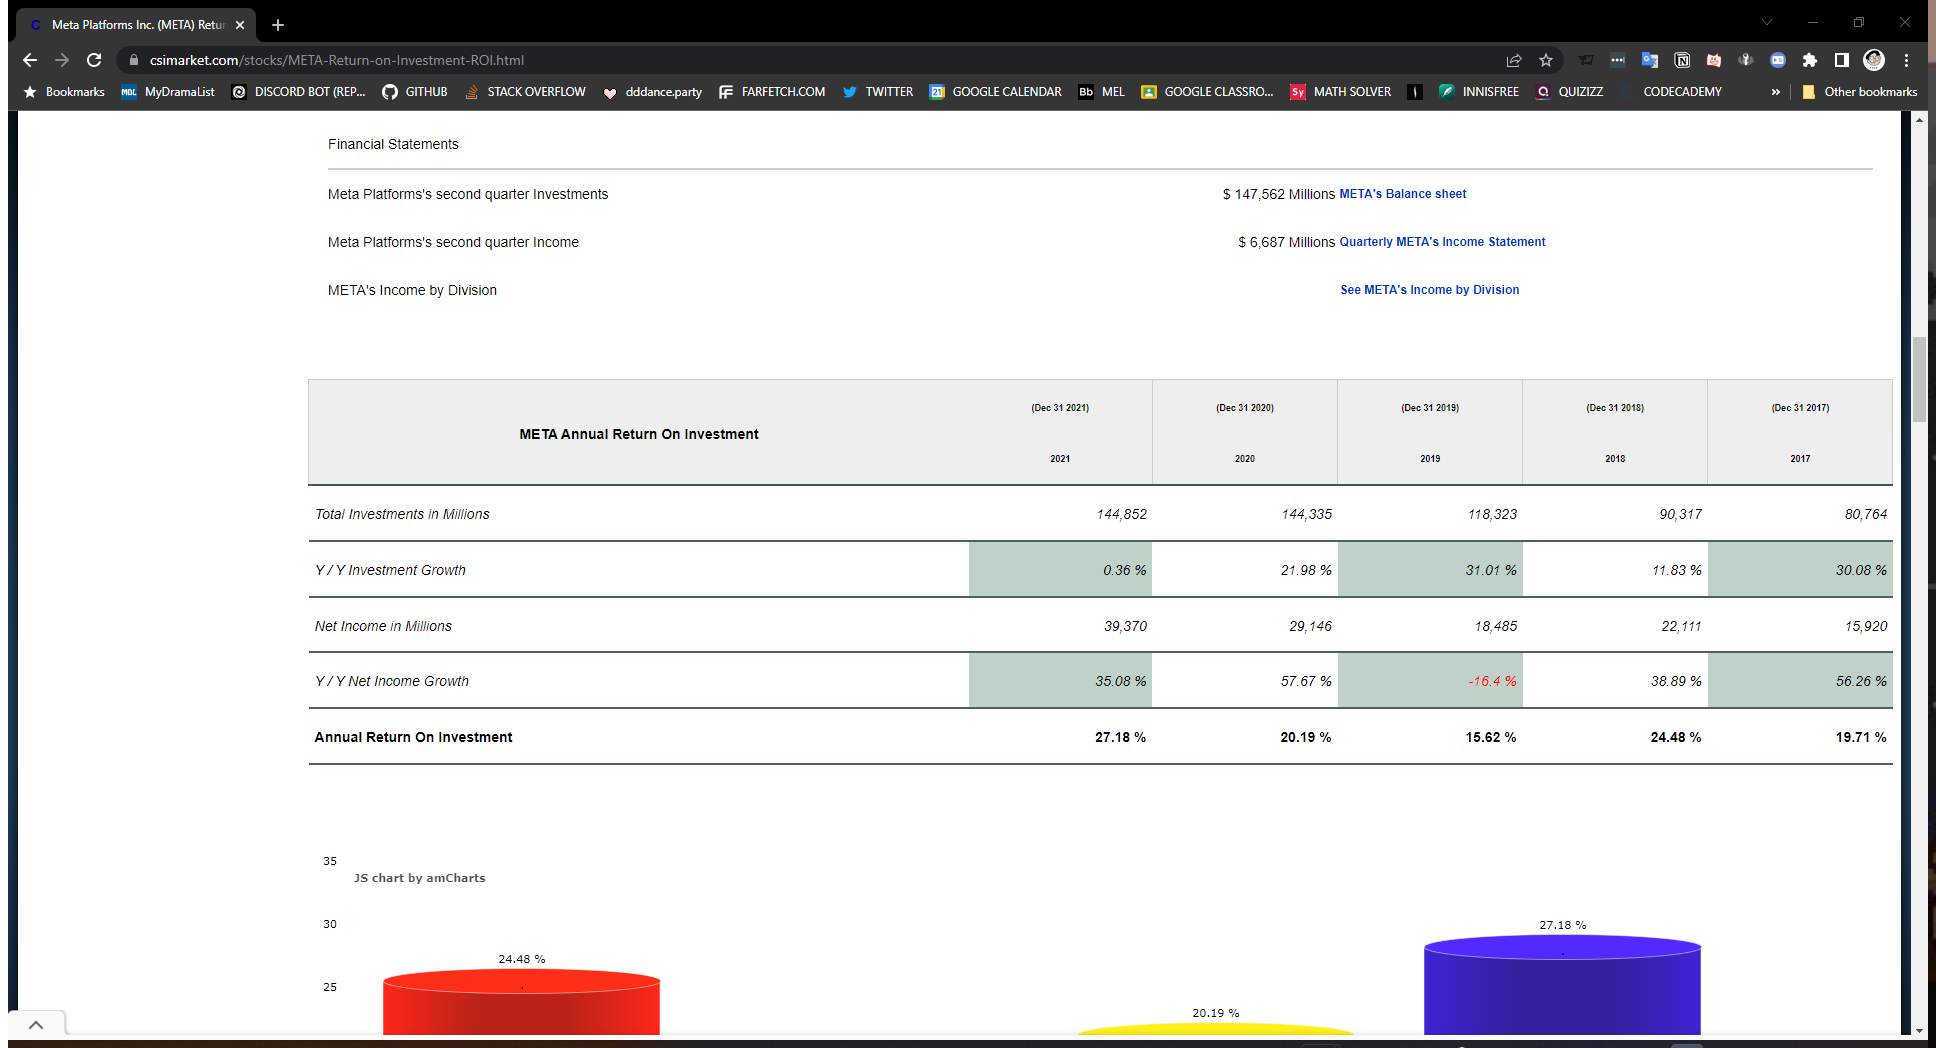 Meta Platforms Inc. (META) Retur
csimarket.com/stocks/META-Return-on-Investment-ROI.html
Bookmarks MDL MyDramaList DISCORD BOT (REP... GITHUB STACK OVERFLOW dddance.party FARFETCH.COM TWITTER 21 GOOGLE CALENDAR Bb MEL GOOGLE CLASSRO... Sy MATH SOLVER INNISFREE QUIZIZZ CODECADEMY » Other bookmarks
Financial Statements
Meta Platforms's second quarter Investments $ 147,562 Millions META's Balance sheet
Meta Platforms's second quarter Income $ 6,687 Millions Quarterly META's Income Statement
META's Income by Division See META's Income by Division
(Dec 31 2021) (Dec 31 2020) (Dec 31 2019) (Dec 31 2018) (Dec 31 2017)
META Annual Return On Investment
2021 2020 2019 2018 2017
Total Investments in Millions 144,852 144,335 118,323 90,317 80,764
Y / Y Investment Growth 0.36 % 21.98 % 31.01 % 11.83 % 30.08 %
Net Income in Millions 39,370 29,146 18,485 22,111 15,920
Y / Y Net Income Growth 35.08 % 57.67 % -16.4 % 38.89 % 56.26 %
Annual Return On Investment 27.18 % 20.19 % 15.62 % 24.48 % 19.71 %
35
JS chart by amCharts
30
27.18 %
24.48 %
25
20.19 %